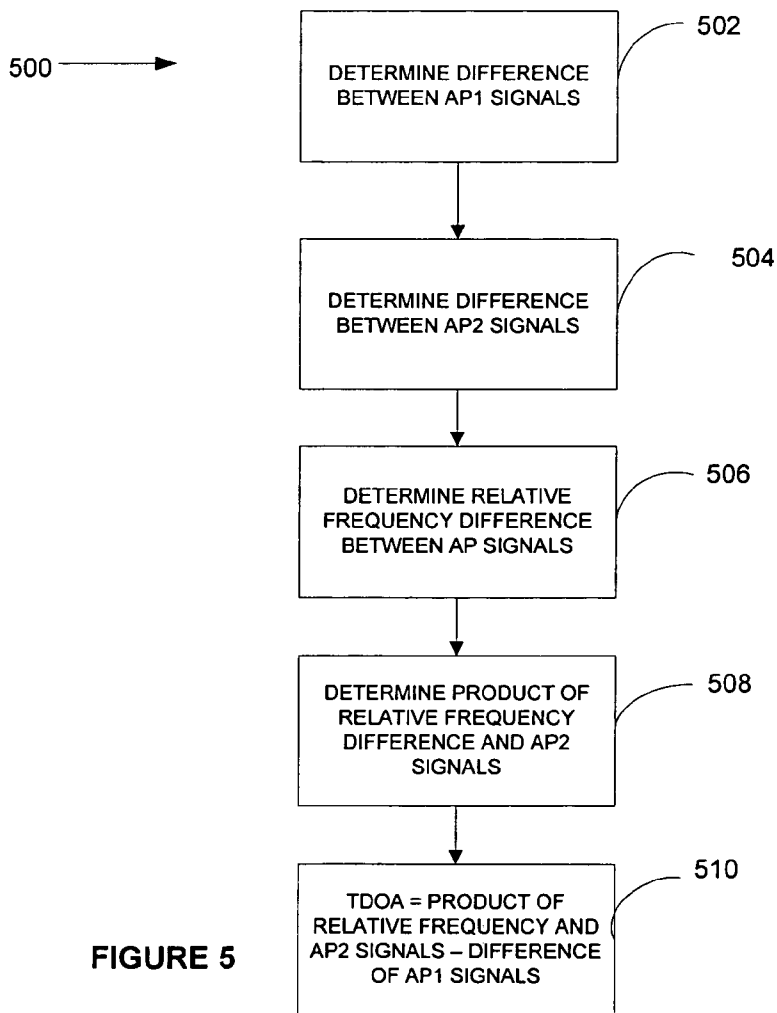 502
500
DETERMINE DIFFERENCE
BETWEEN AP1 SIGNALS
504
DETERMINE DIFFERENCE
BETWEEN AP2 SIGNALS
506
DETERMINE RELATIVE
FREQUENCY DIFFERENCE
BETWEEN AP SIGNALS
508
DETERMINE PRODUCT OF
RELATIVE FREQUENCY
DIFFERENCE AND AP2
SIGNALS
510
TDOA = PRODUCT OF
RELATIVE FREQUENCY AND
AP2 SIGNALS – DIFFERENCE
OF AP1 SIGNALS
FIGURE 5